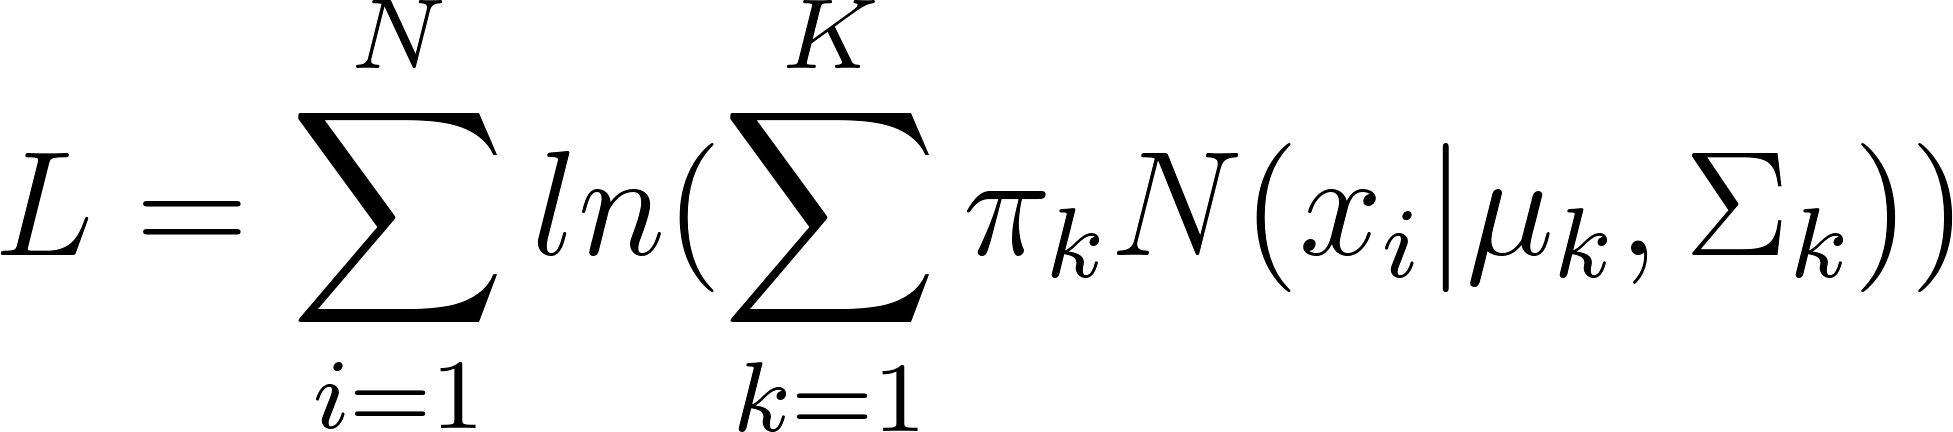 L = \sum_{i=1}^{N} ln(\sum_{k=1}^{K} \pi_k N(x_i|\mu_k, \Sigma_k))